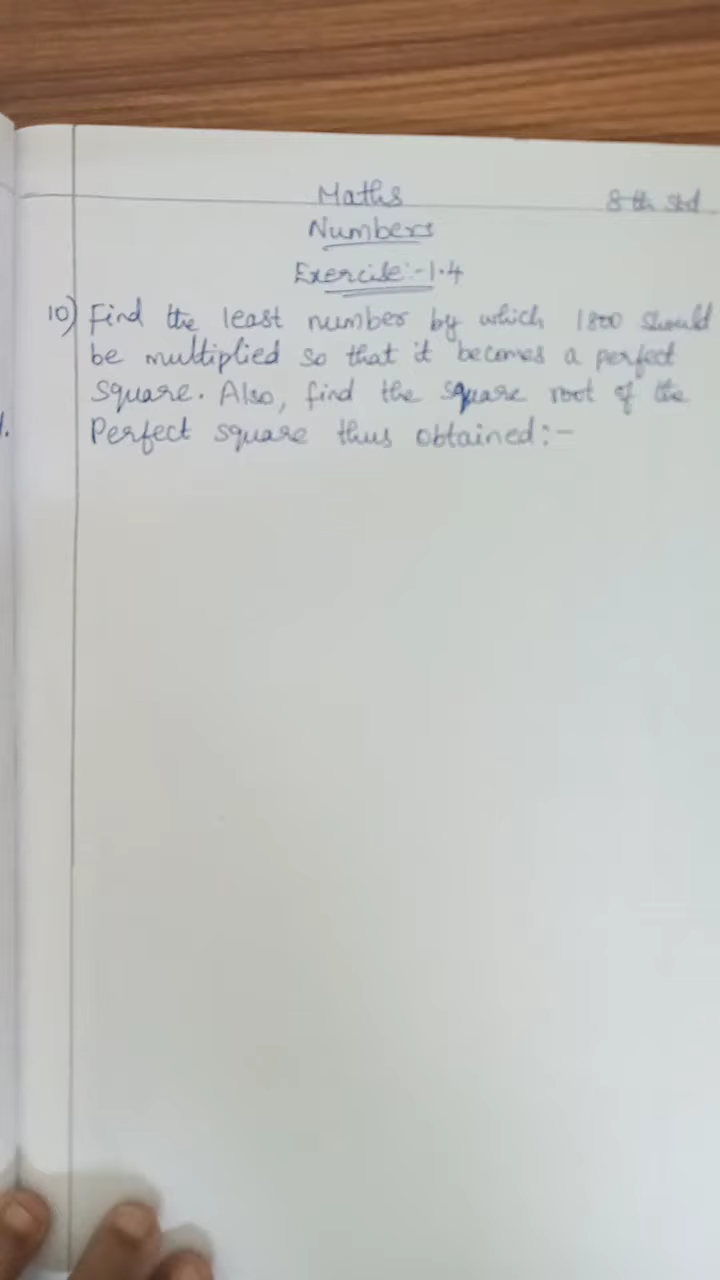 Maths
8th Std
Numbers
Exercise:-1.4
10) Find the least number by which 1800 should
be multiplied so that it becomes a perfect
square. Also, find the square root of the
Perfect square thus obtained:-